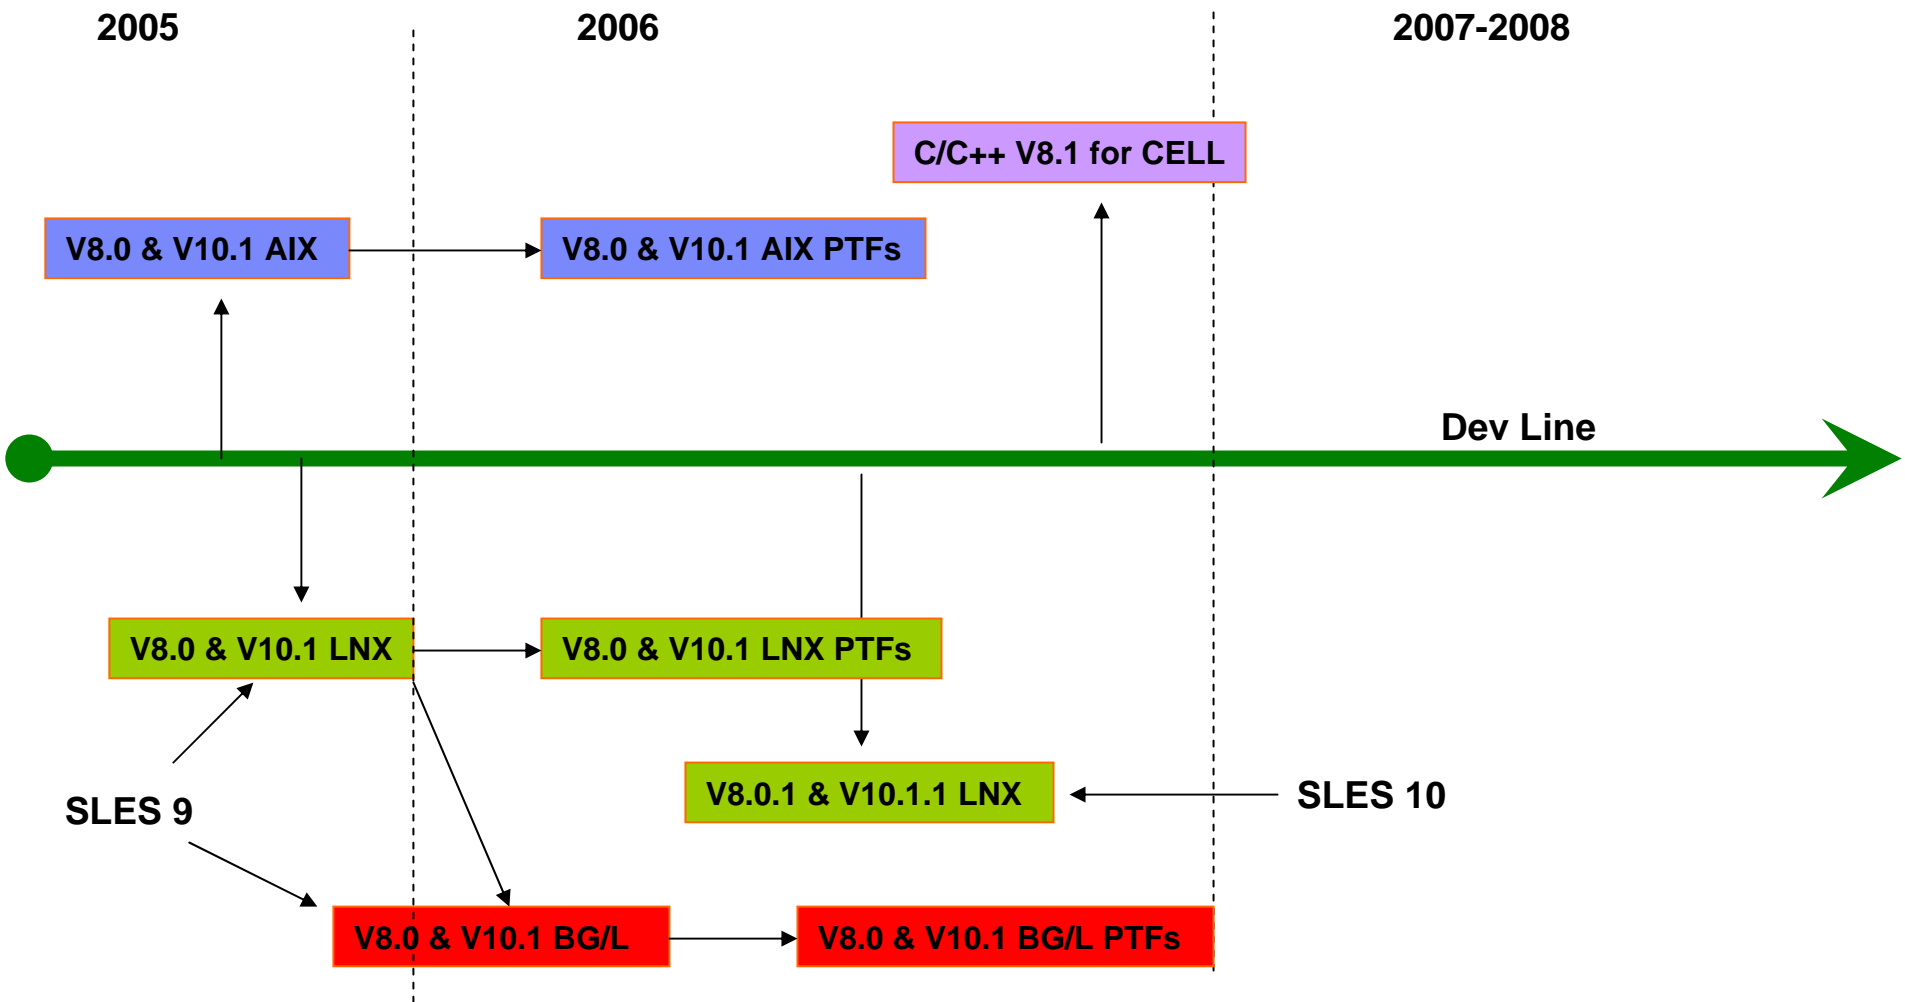 2005
2006
2007-2008
C/C++ V8.1 for CELL
V8.0 & V10.1 AIX
V8.0 & V10.1 AIX PTFs
Dev Line
V8.0 & V10.1 LNX
V8.0 & V10.1 LNX PTFs
SLES 9
V8.0.1 & V10.1.1 LNX
SLES 10
V8.0 & V10.1 BG/L
V8.0 & V10.1 BG/L PTFs